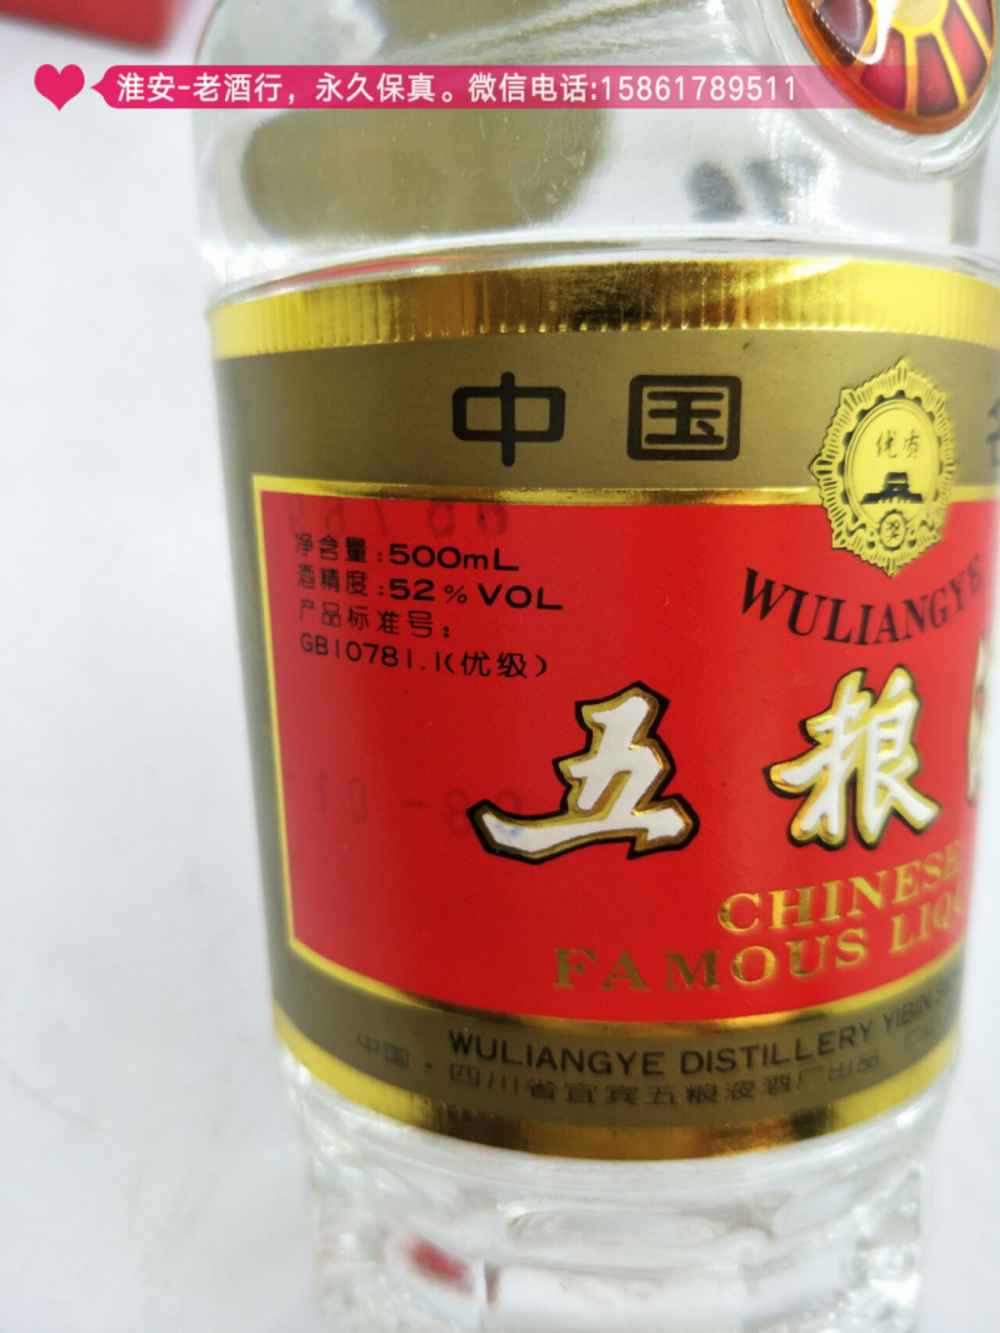 淮安-老酒行，永久保真。微信电话:15861789511
中国
优质
净含量:500mL
酒精度:52%VOL
产品标准号:
GB10781.1(优级)
WULIANGYE
五粮
CHINESE
FAMOUS
WULIANGYE DISTILLERY
中国·四川省宜宾五粮液酒厂出品